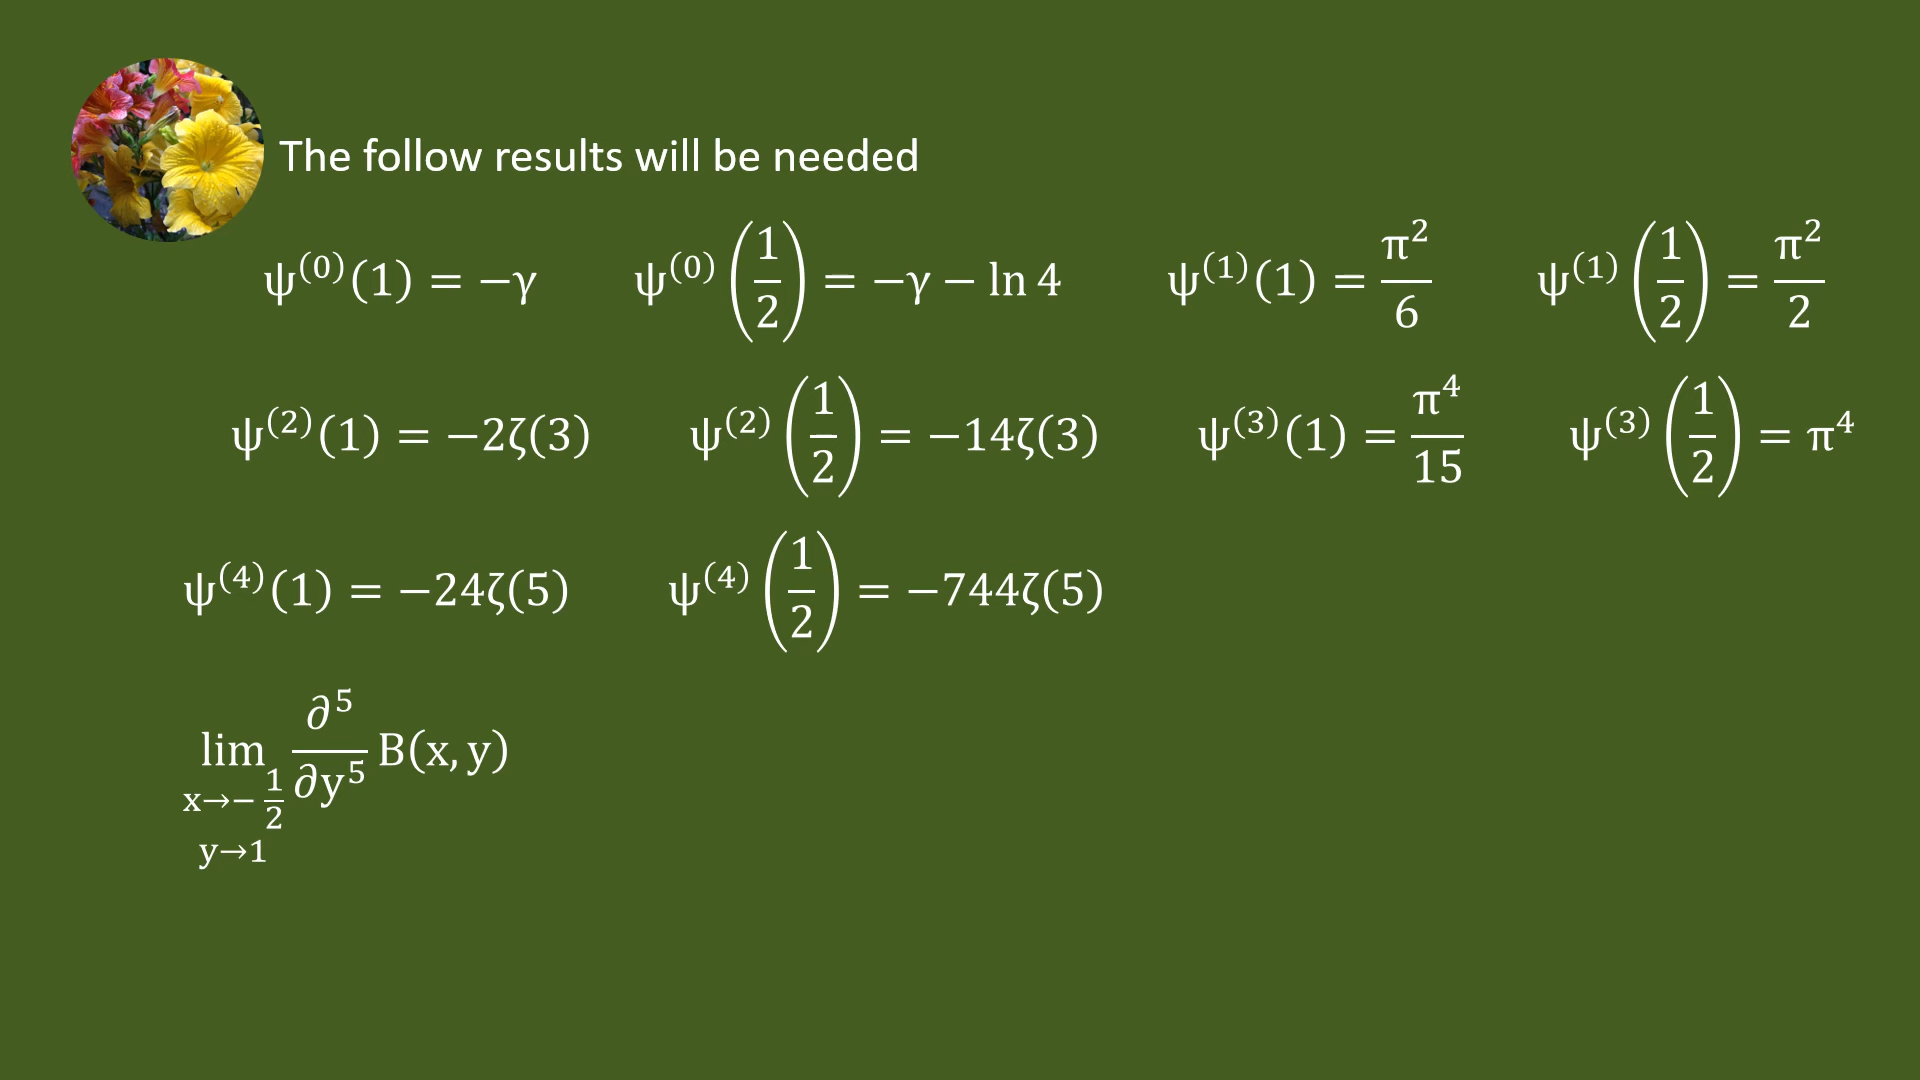 The follow results will be needed
ψ⁽⁰⁾(1) = −γ    ψ⁽⁰⁾(1/2) = −γ − ln 4    ψ⁽¹⁾(1) = π²/6    ψ⁽¹⁾(1/2) = π²/2
ψ⁽²⁾(1) = −2ζ(3)    ψ⁽²⁾(1/2) = −14ζ(3)    ψ⁽³⁾(1) = π⁴/15    ψ⁽³⁾(1/2) = π⁴
ψ⁽⁴⁾(1) = −24ζ(5)    ψ⁽⁴⁾(1/2) = −744ζ(5)
lim ∂⁵/∂y⁵ B(x, y)
x→−1/2
y→1